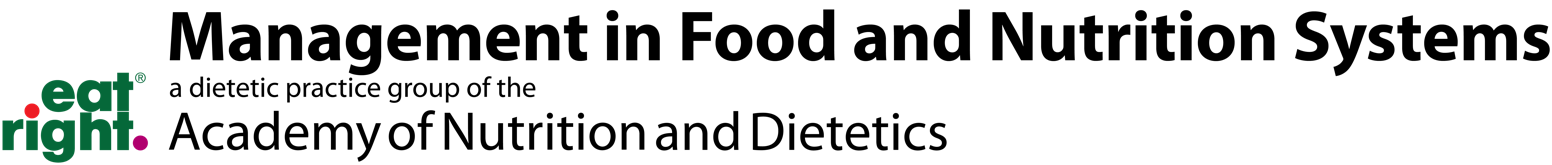 Management in Food and Nutrition Systems
a dietetic practice group of the
eat®
right.
Academy of Nutrition and Dietetics